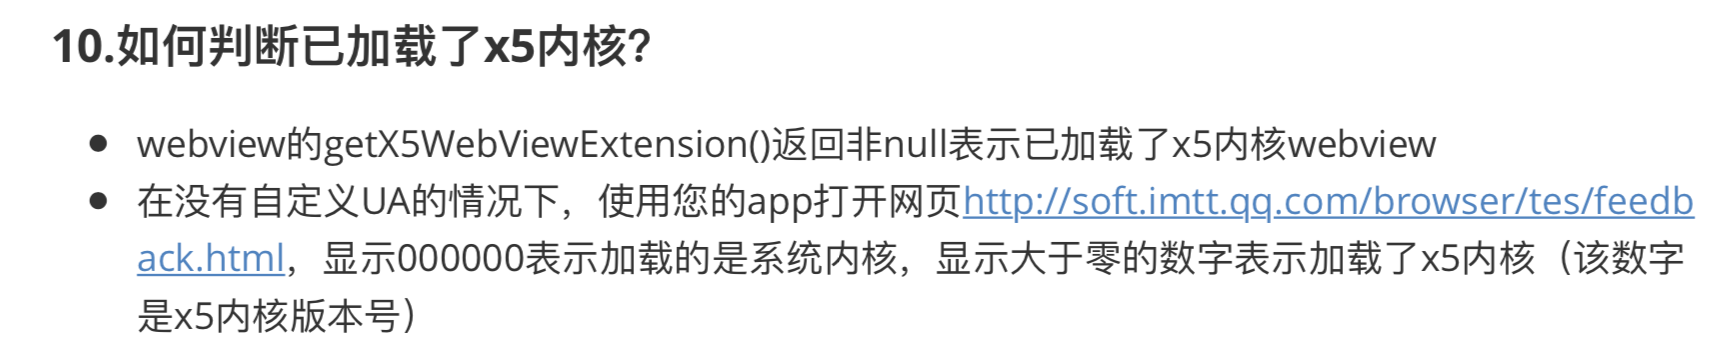 10.如何判断已加载了x5内核？
● webview的getX5WebViewExtension()返回非null表示已加载了x5内核webview
● 在没有自定义UA的情况下，使用您的app打开网页http://soft.imtt.qq.com/browser/tes/feedb
ack.html，显示000000表示加载的是系统内核，显示大于零的数字表示加载了x5内核（该数字
是x5内核版本号）